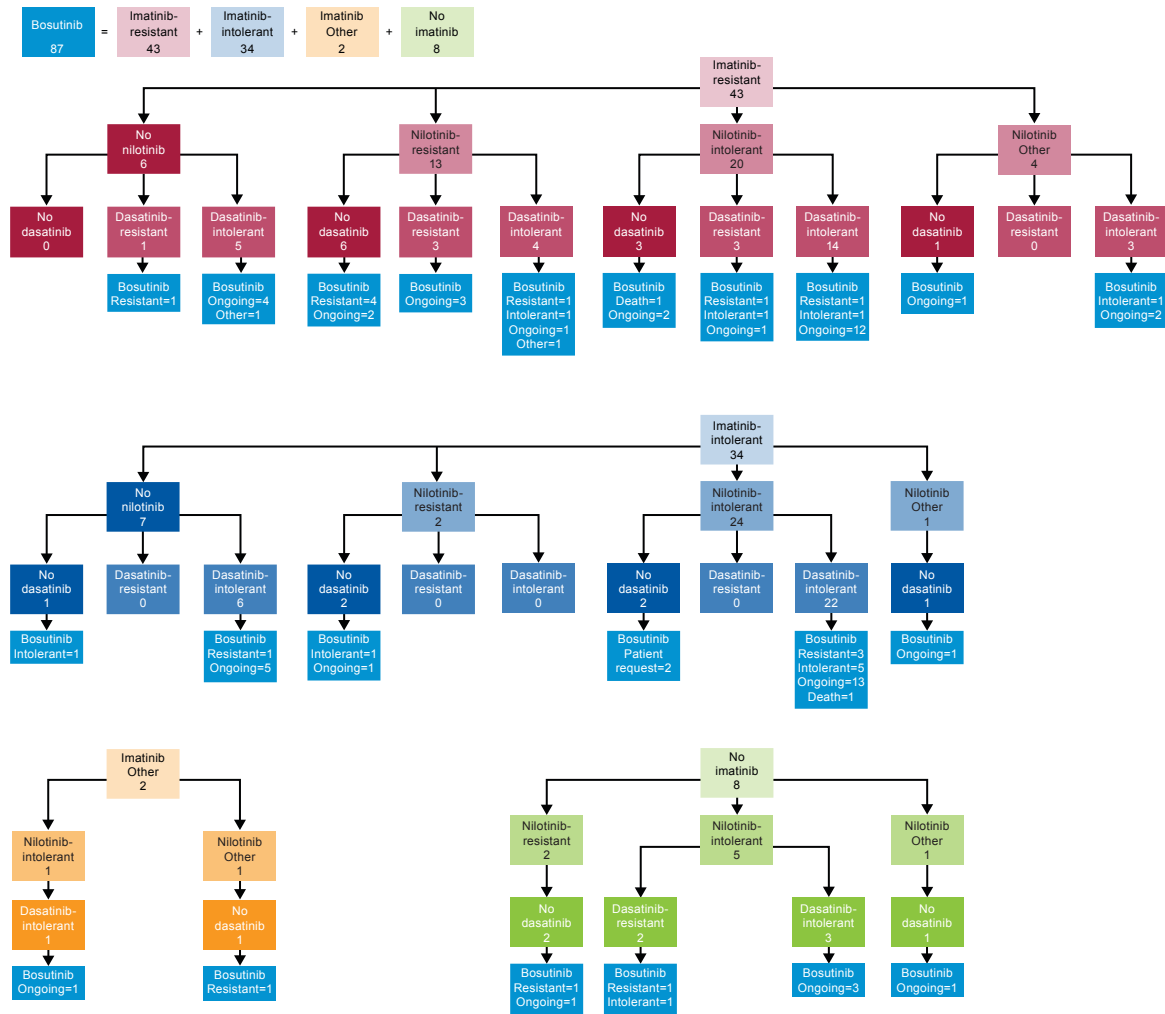 Bosutinib
87
=
Imatinib-
resistant
43
+
Imatinib-
intolerant
34
+
Imatinib
Other
2
+
No
imatinib
8
Imatinib-
resistant
43
No
nilotinib
6
Nilotinib-
resistant
13
Nilotinib-
intolerant
20
Nilotinib
Other
4
No
dasatinib
0
Dasatinib-
resistant
1
Dasatinib-
intolerant
5
No
dasatinib
6
Dasatinib-
resistant
3
Dasatinib-
intolerant
4
No
dasatinib
3
Dasatinib-
resistant
3
Dasatinib-
intolerant
14
No
dasatinib
1
Dasatinib-
resistant
0
Dasatinib-
intolerant
3
Bosutinib
Resistant=1
Bosutinib
Ongoing=4
Other=1
Bosutinib
Resistant=4
Ongoing=2
Bosutinib
Ongoing=3
Bosutinib
Resistant=1
Intolerant=1
Ongoing=1
Other=1
Bosutinib
Death=1
Ongoing=2
Bosutinib
Resistant=1
Intolerant=1
Ongoing=1
Bosutinib
Resistant=1
Intolerant=1
Ongoing=12
Bosutinib
Ongoing=1
Bosutinib
Intolerant=1
Ongoing=2
Imatinib-
intolerant
34
No
nilotinib
7
Nilotinib-
resistant
2
Nilotinib-
intolerant
24
Nilotinib
Other
1
No
dasatinib
1
Dasatinib-
resistant
0
Dasatinib-
intolerant
6
No
dasatinib
2
Dasatinib-
resistant
0
Dasatinib-
intolerant
0
No
dasatinib
2
Dasatinib-
resistant
0
Dasatinib-
intolerant
22
No
dasatinib
1
Bosutinib
Intolerant=1
Bosutinib
Resistant=1
Ongoing=5
Bosutinib
Intolerant=1
Ongoing=1
Bosutinib
Patient
request=2
Bosutinib
Resistant=3
Intolerant=5
Ongoing=13
Death=1
Bosutinib
Ongoing=1
Imatinib
Other
2
Nilotinib-
intolerant
1
Nilotinib
Other
1
Dasatinib-
intolerant
1
No
dasatinib
1
Bosutinib
Ongoing=1
Bosutinib
Resistant=1
No
imatinib
8
Nilotinib-
resistant
2
Nilotinib-
intolerant
5
Nilotinib
Other
1
No
dasatinib
2
Dasatinib-
resistant
2
Dasatinib-
intolerant
3
No
dasatinib
1
Bosutinib
Resistant=1
Ongoing=1
Bosutinib
Resistant=1
Intolerant=1
Bosutinib
Ongoing=3
Bosutinib
Ongoing=1